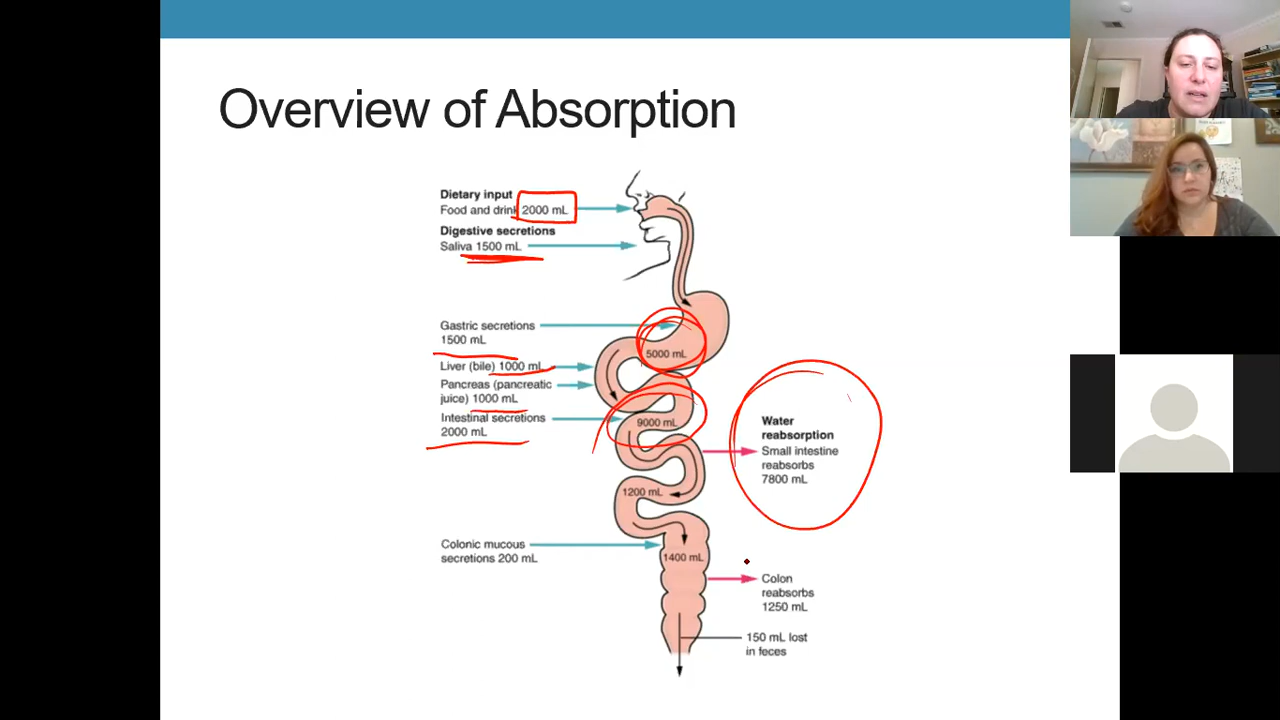 Overview of Absorption
Dietary input
Food and drink 2000 mL
Digestive secretions
Saliva 1500 mL
Gastric secretions
1500 mL
5000 mL
Liver (bile) 1000 mL
Pancreas (pancreatic
juice) 1000 mL
Intestinal secretions
2000 mL
9000 mL
Water
reabsorption
Small intestine
reabsorbs
7800 mL
1200 mL
Colonic mucous
secretions 200 mL
1400 mL
Colon
reabsorbs
1250 mL
150 mL lost
in feces